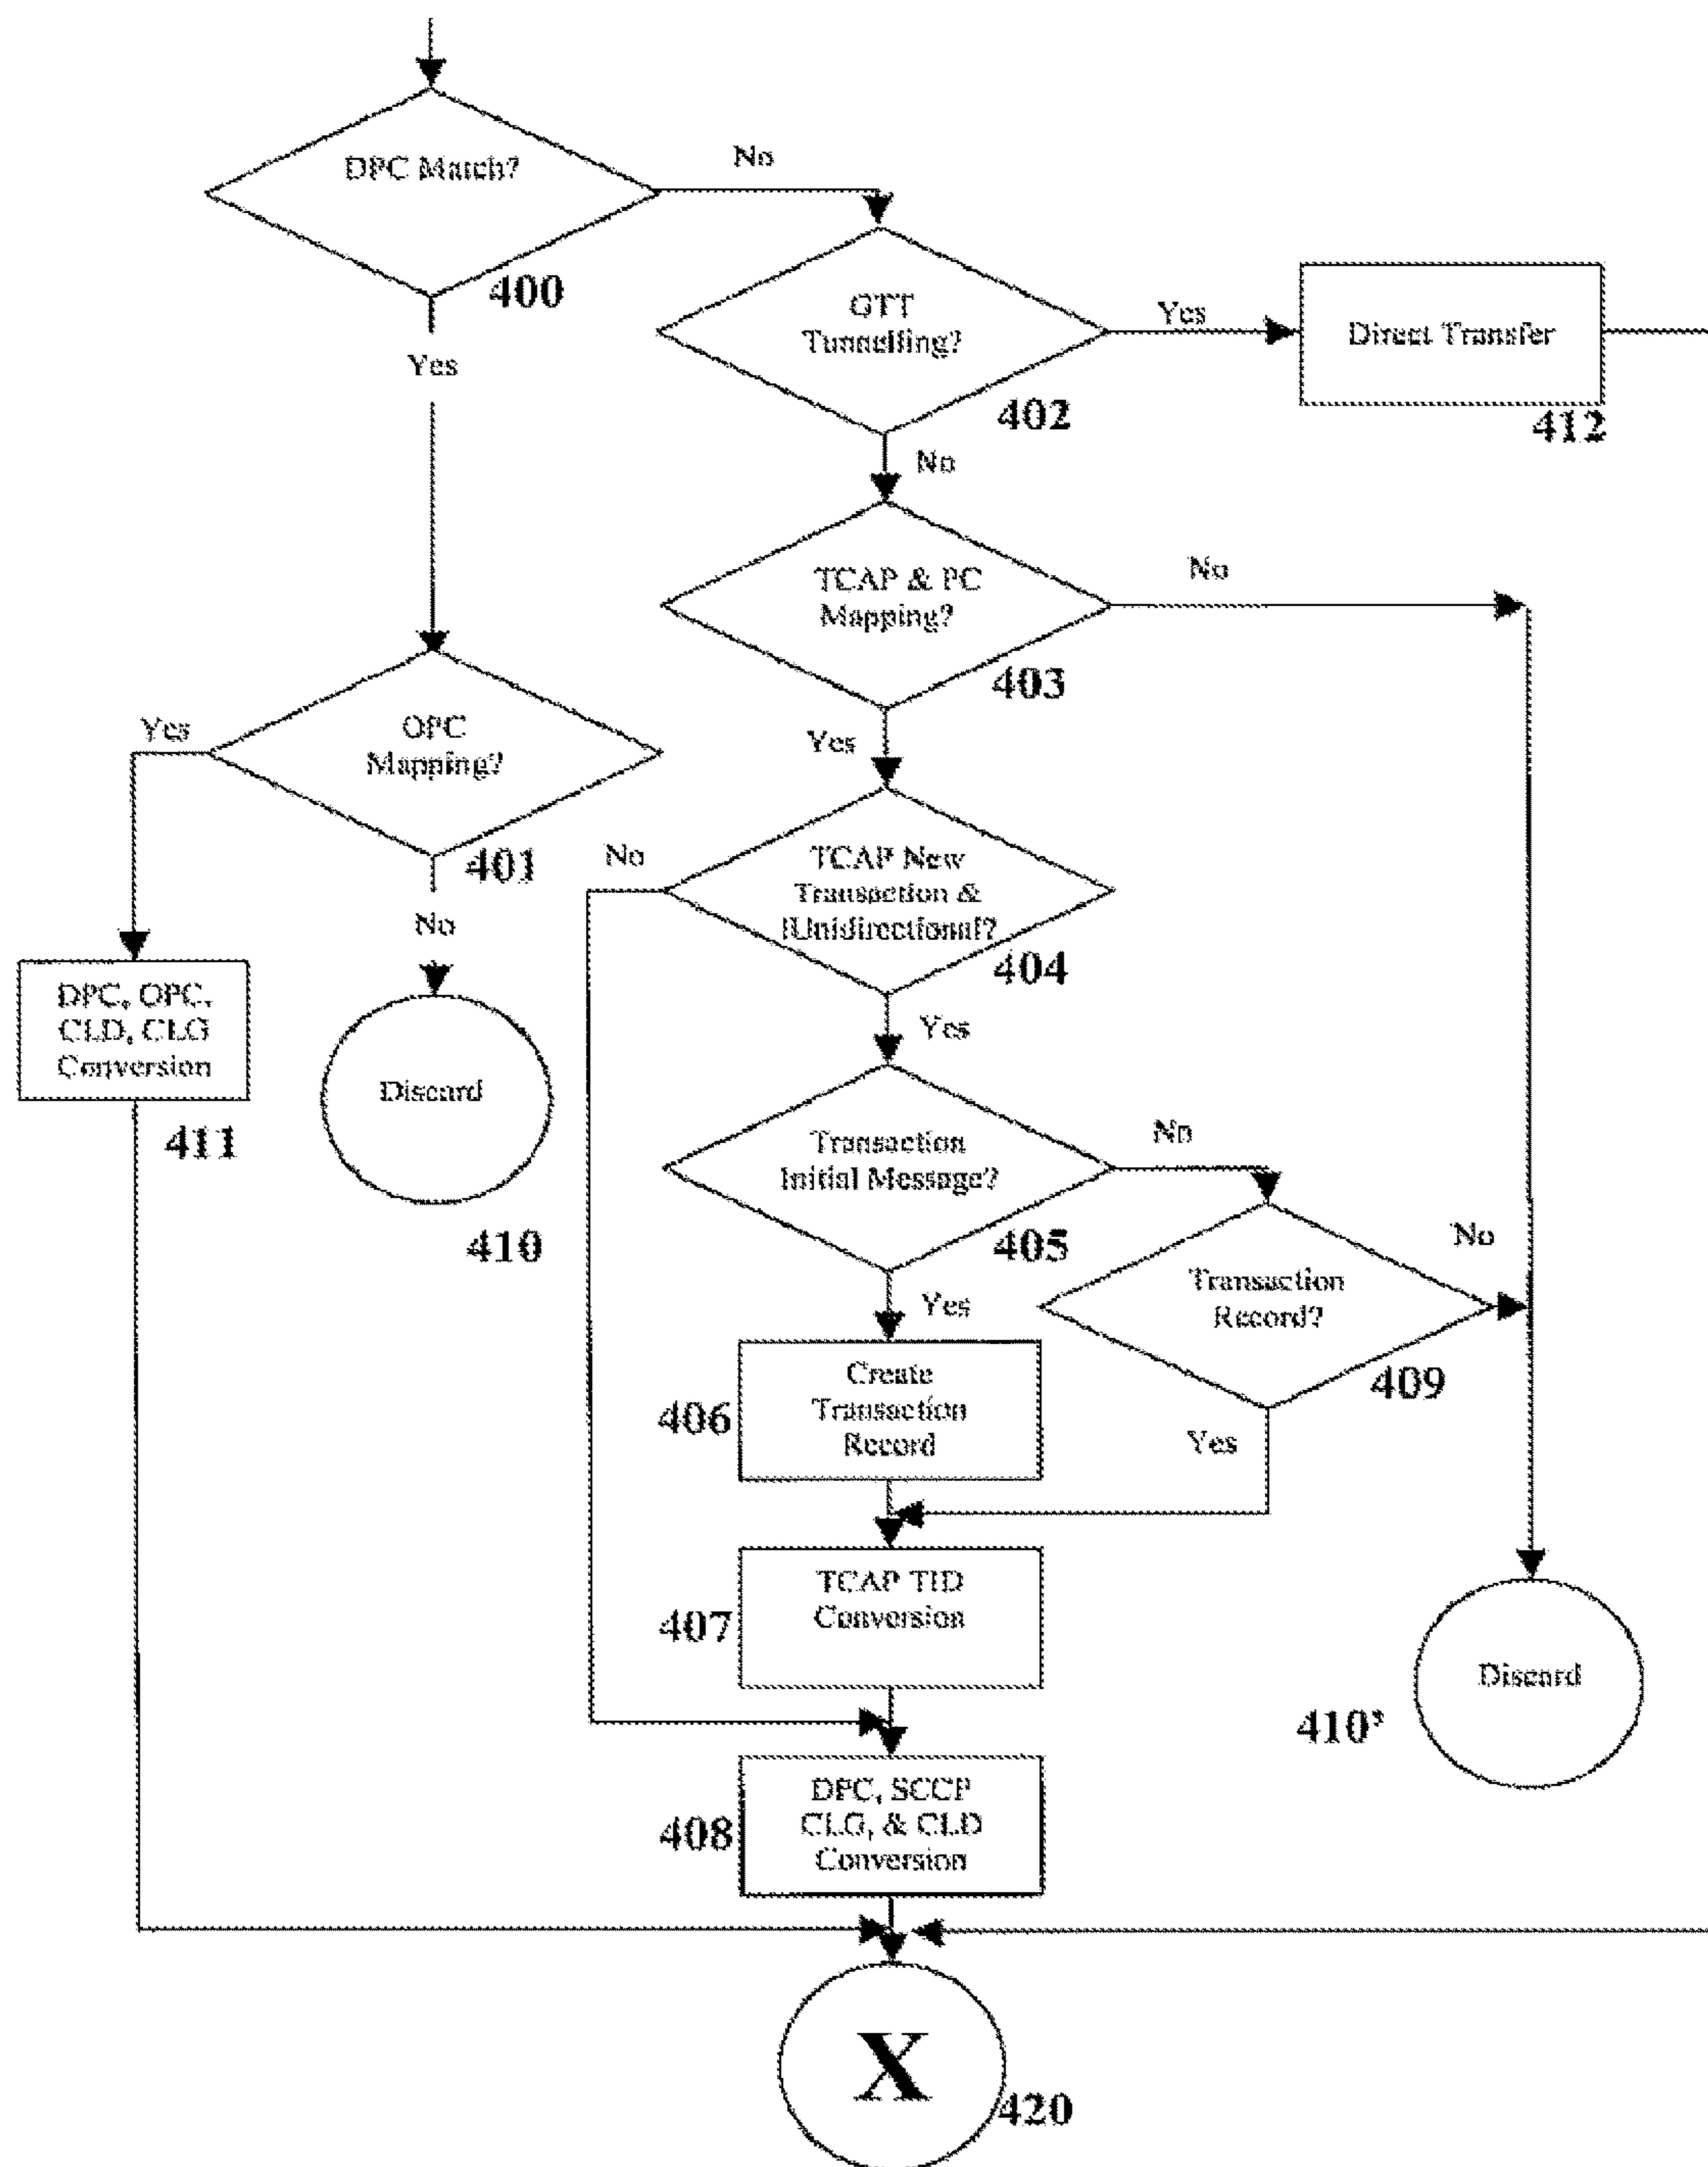 DPC Match?
No
400
Yes
GTT
Tunnelling?
Yes
Direct Transfer
402
412
No
TCAP & PC
Mapping?
No
403
Yes
OPC
Mapping?
Yes
401
No
TCAP New
Transaction &
!Unidirectional?
No
404
DPC, OPC,
CLD, CLG
Conversion
411
Discard
410
Yes
Transaction
Initial Message?
No
405
Transaction
Record?
No
409
Yes
Yes
Create
Transaction
Record
406
TCAP TID
Conversion
407
Discard
410’
DPC, SCCP
CLG, & CLD
Conversion
408
X
420